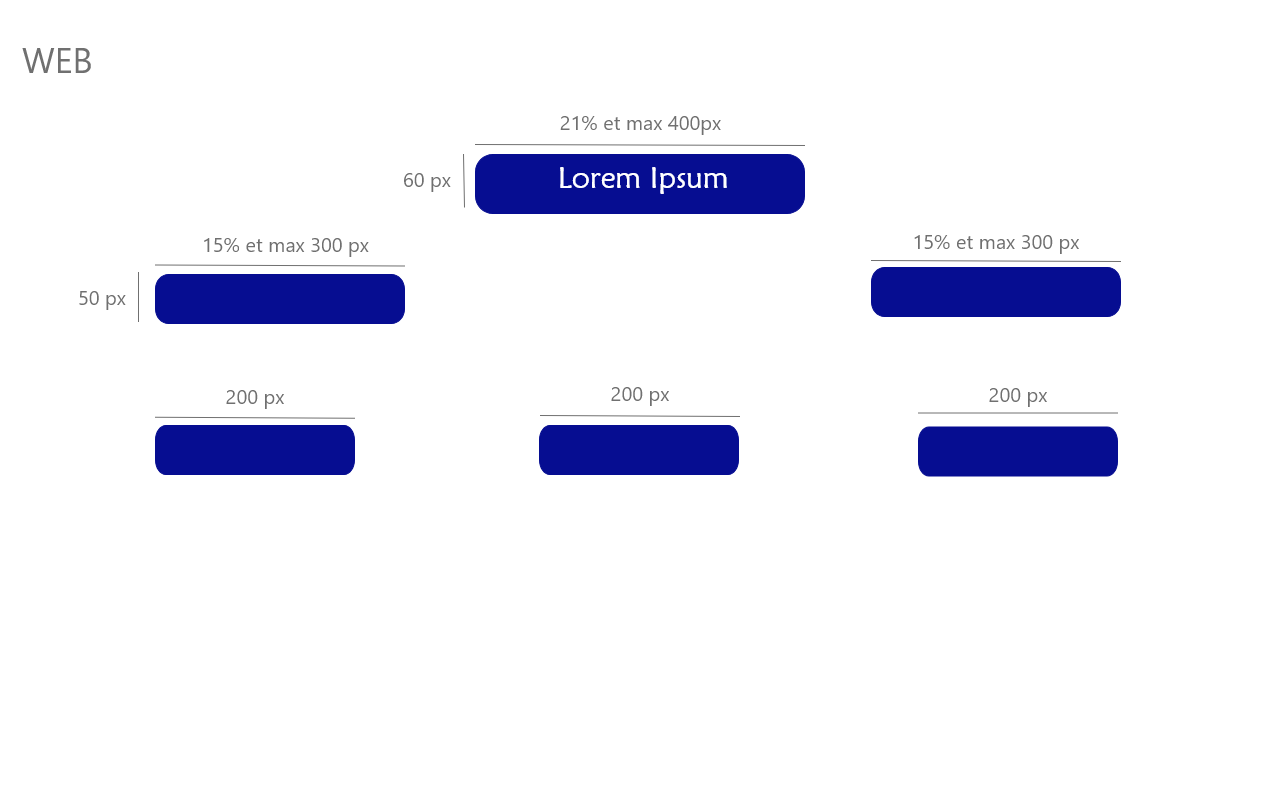 WEB
21% et max 400px
60 px
Lorem Ipsum
15% et max 300 px
15% et max 300 px
50 px
200 px
200 px
200 px